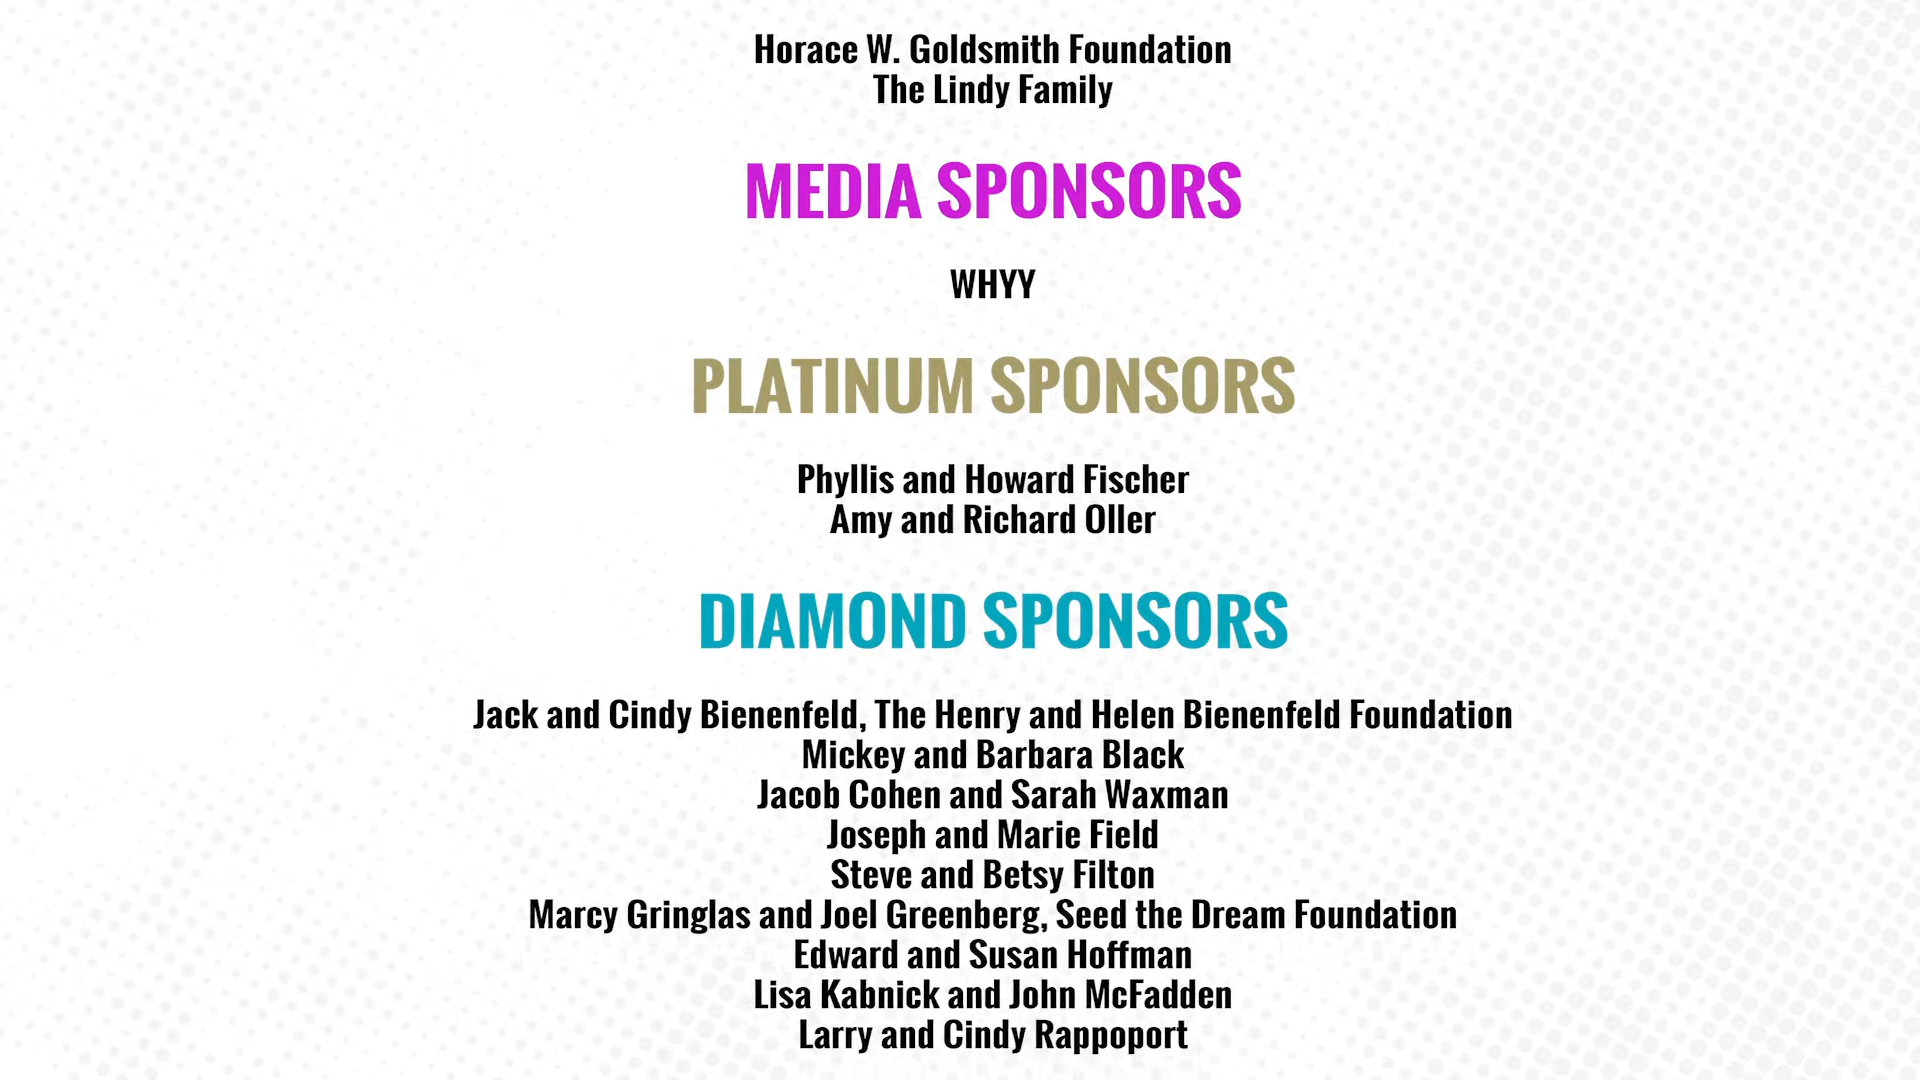 Horace W. Goldsmith Foundation
The Lindy Family
MEDIA SPONSORS
WHYY
PLATINUM SPONSORS
Phyllis and Howard Fischer
Amy and Richard Oller
DIAMOND SPONSORS
Jack and Cindy Bienenfeld, The Henry and Helen Bienenfeld Foundation
Mickey and Barbara Black
Jacob Cohen and Sarah Waxman
Joseph and Marie Field
Steve and Betsy Filton
Marcy Gringlas and Joel Greenberg, Seed the Dream Foundation
Edward and Susan Hoffman
Lisa Kabnick and John McFadden
Larry and Cindy Rappoport